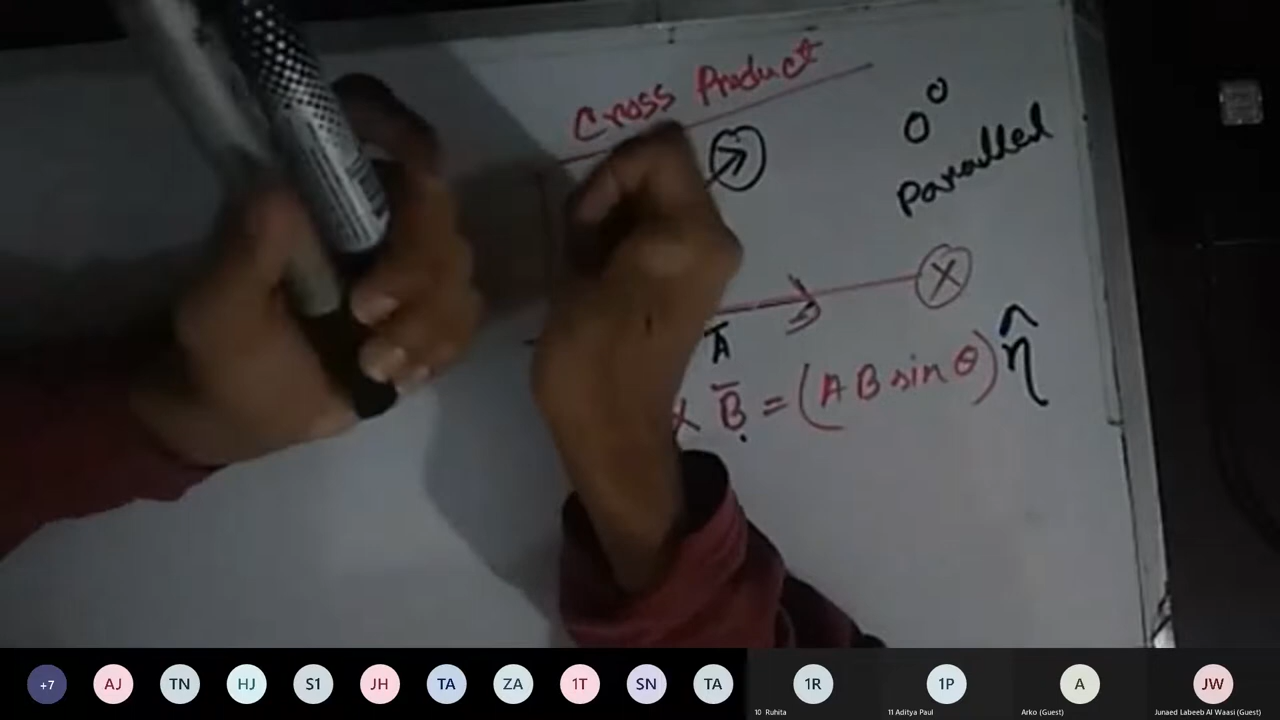 Cross Product
0°
Paralled
A
X B = (AB sin θ) η̂
+7
AJ
TN
HJ
S1
JH
TA
ZA
1T
SN
TA
1R
1P
A
JW
10 Ruhita
11 Aditya Paul
Arko (Guest)
Junaed Labeeb Al Waasi (Guest)